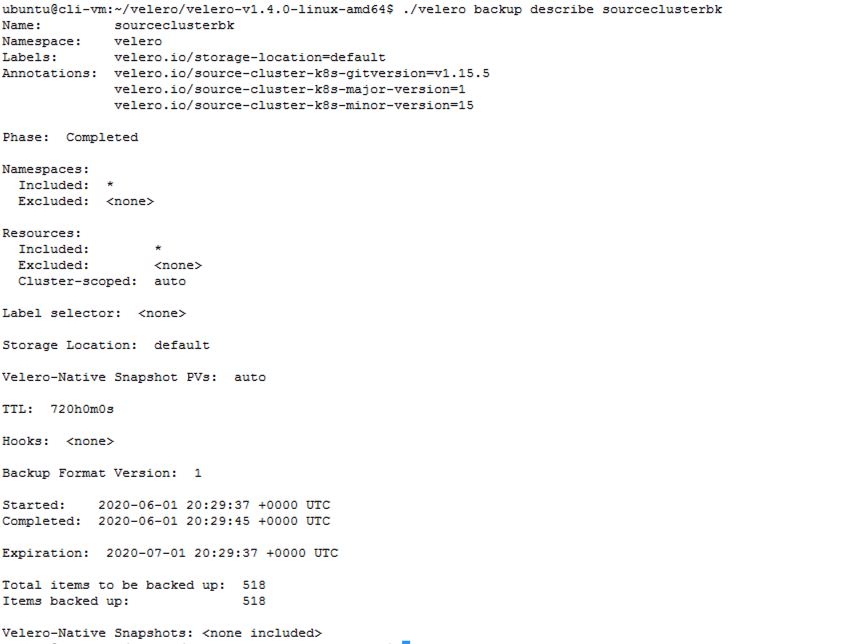 ubuntu@cli-vm:~/velero/velero-v1.4.0-linux-amd64$ ./velero backup describe sourceclusterbk
Name:         sourceclusterbk
Namespace:    velero
Labels:       velero.io/storage-location=default
Annotations:  velero.io/source-cluster-k8s-gitversion=v1.15.5
              velero.io/source-cluster-k8s-major-version=1
              velero.io/source-cluster-k8s-minor-version=15

Phase:  Completed

Namespaces:
  Included:  *
  Excluded:  <none>

Resources:
  Included:        *
  Excluded:        <none>
  Cluster-scoped:  auto

Label selector:  <none>

Storage Location:  default

Velero-Native Snapshot PVs:  auto

TTL:  720h0m0s

Hooks:  <none>

Backup Format Version:  1

Started:    2020-06-01 20:29:37 +0000 UTC
Completed:  2020-06-01 20:29:45 +0000 UTC

Expiration:  2020-07-01 20:29:37 +0000 UTC

Total items to be backed up:  518
Items backed up:              518

Velero-Native Snapshots: <none included>